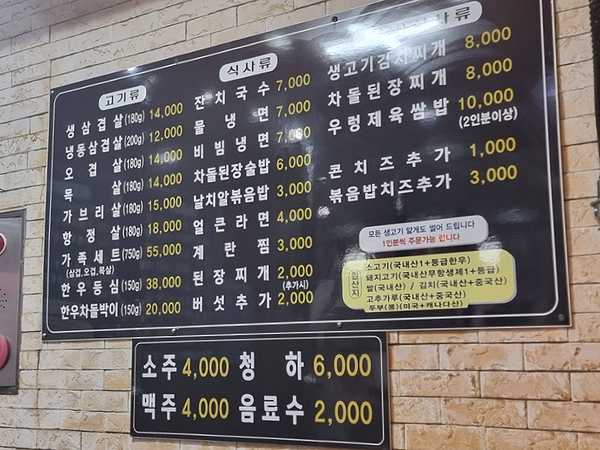 고기류
생삼겹살(180g) 14,000
냉동삼겹살(200g) 12,000
오겹살(180g) 14,000
목살(180g) 14,000
가브리살(180g) 15,000
항정살(180g) 18,000
가족세트(750g) 55,000
(삼겹.오겹.목살)
한우등심(150g) 38,000
한우차돌박이(150g) 20,000
식사류
잔치국수 7,000
물냉면 7,000
비빔냉면 7,000
차돌된장술밥 6,000
날치알볶음밥 3,000
얼큰라면 4,000
계란찜 3,000
된장찌개 2,000
(추가시)
버섯추가 2,000
사류
생고기김치찌개 8,000
차돌된장찌개 8,000
우렁제육쌈밥 10,000
(2인분이상)
콘치즈추가 1,000
볶음밥치즈추가 3,000
모든 생고기 얇게도 썰어 드립니다
1인분씩 주문가능 합니다
원산지
소고기(국내산1+등급한우)
돼지고기(국내산무항생제1+등급)
쌀(국내산) / 김치(국내산+중국산)
고추가루(국내산+중국산)
두부(콩)(미국+캐나다산)
소주 4,000 청하 6,000
맥주 4,000 음료수 2,000